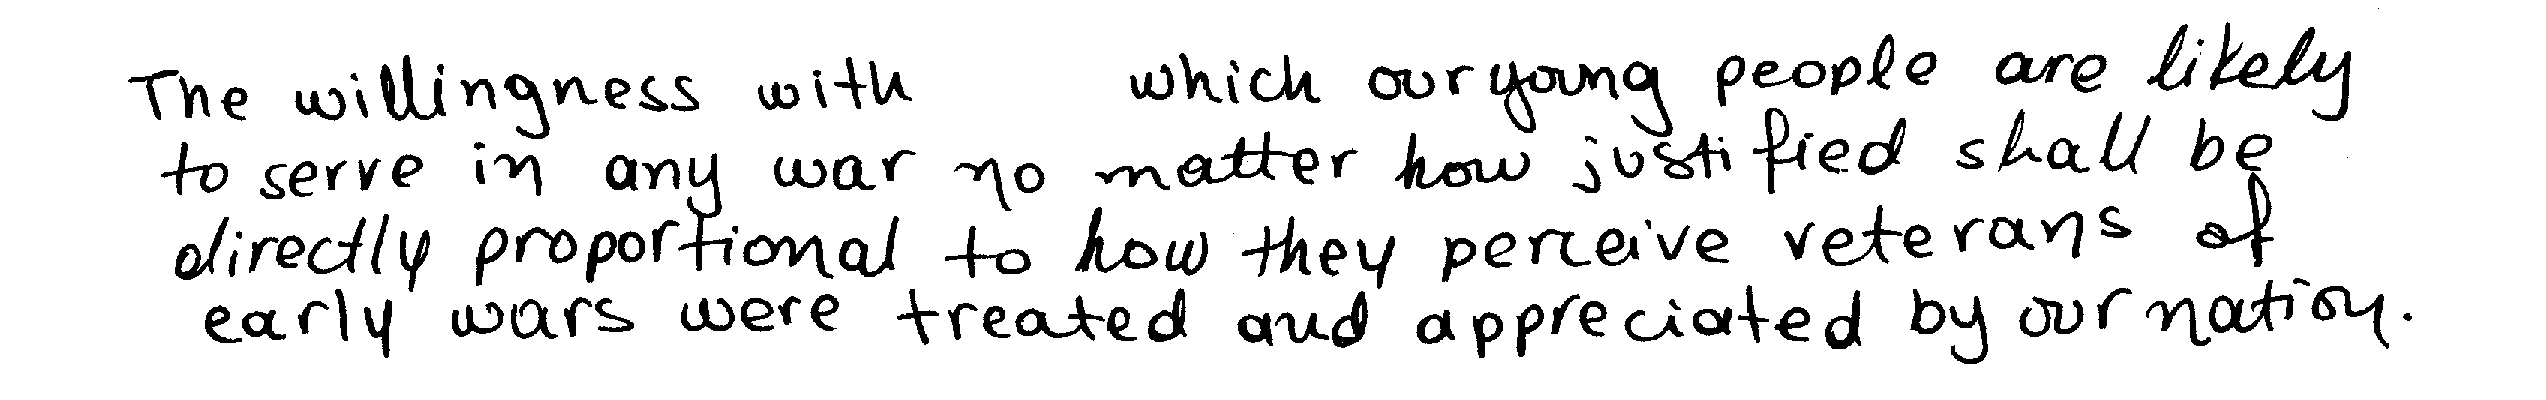 The willingness with which our young people are likely
to serve in any war no matter how justified shall be
directly proportional to how they perceive veterans of
early wars were treated and appreciated by our nation.